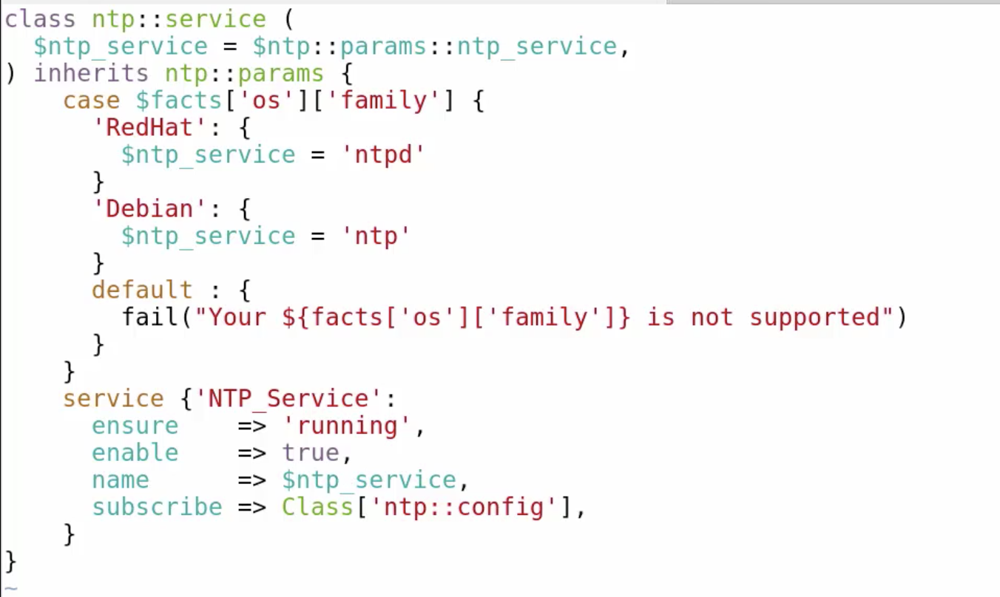 class ntp::service (
  $ntp_service = $ntp::params::ntp_service,
) inherits ntp::params {
    case $facts['os']['family'] {
      'RedHat': {
        $ntp_service = 'ntpd'
      }
      'Debian': {
        $ntp_service = 'ntp'
      }
      default : {
        fail("Your ${facts['os']['family']} is not supported")
      }
    }
    service {'NTP_Service':
      ensure    => 'running',
      enable    => true,
      name      => $ntp_service,
      subscribe => Class['ntp::config'],
    }
}
~